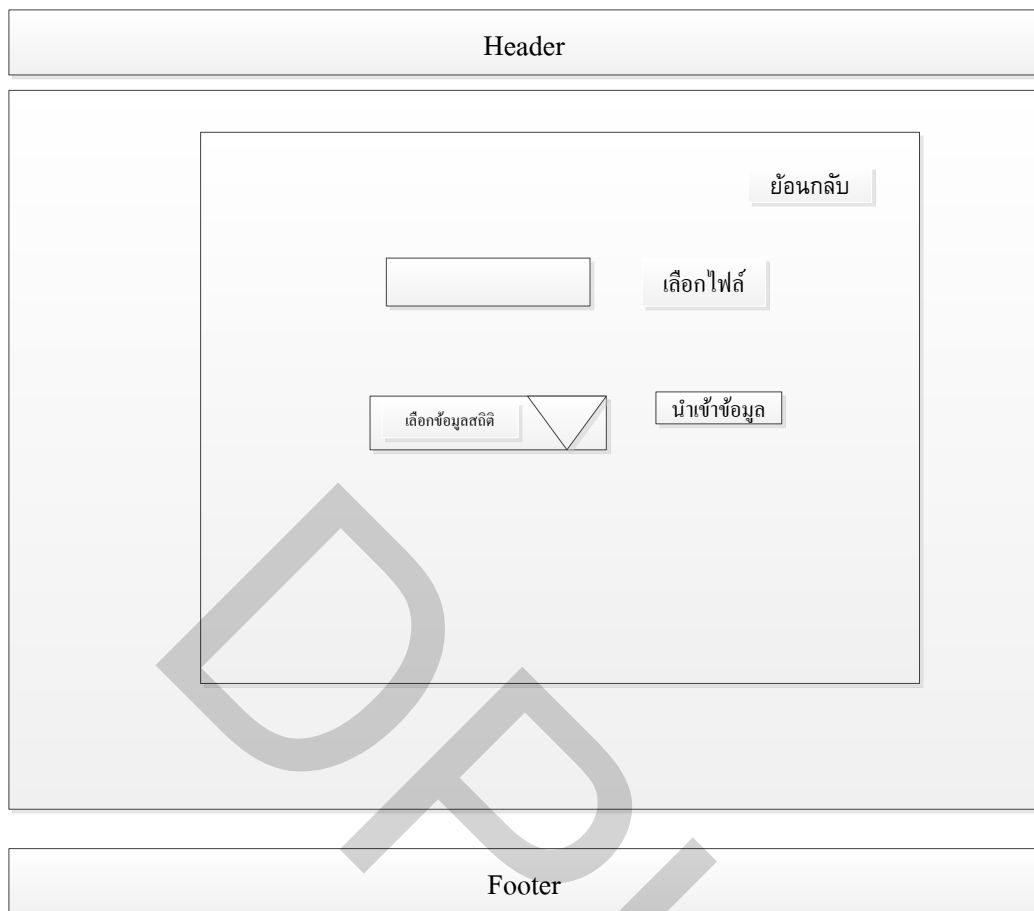 Header
ย้อนกลับ
เลือกไฟล์
เลือกข้อมูลสถิติ
นำเข้าข้อมูล
Footer